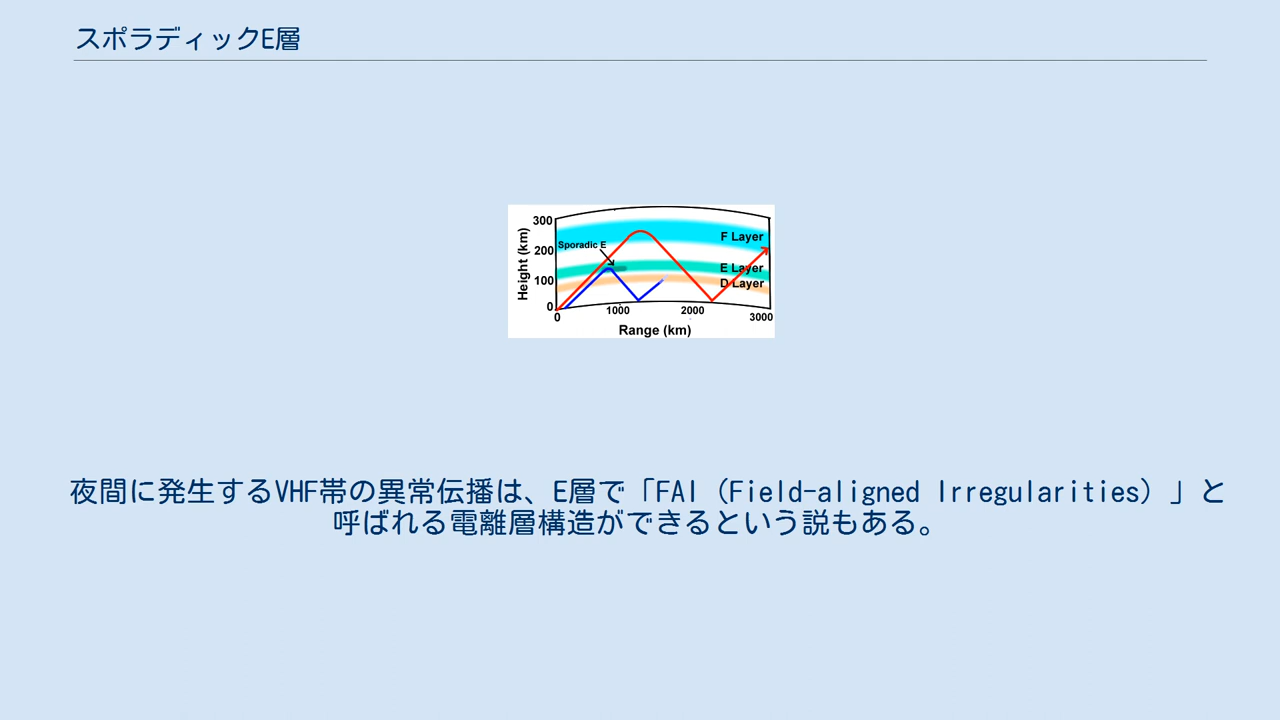 スポラディックE層
300
200
100
0
Height (km)
Sporadic E
F Layer
E Layer
D Layer
0
1000
2000
3000
Range (km)
夜間に発生するVHF帯の異常伝播は、E層で「FAI（Field-aligned Irregularities）」と
呼ばれる電離層構造ができるという説もある。